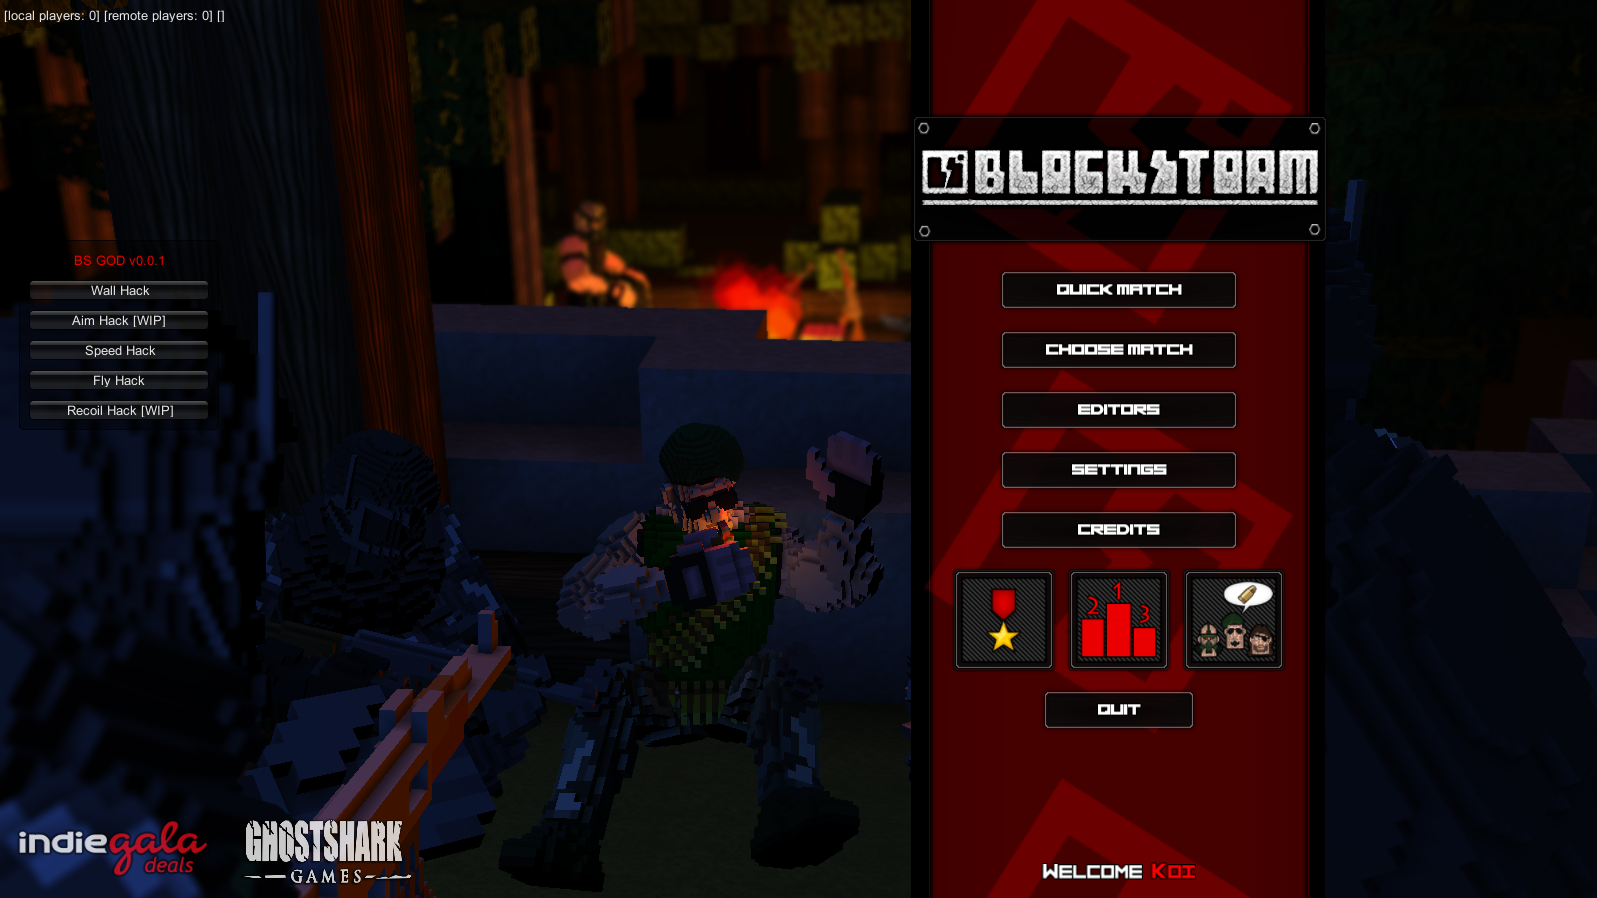 [local players: 0] [remote players: 0] []
BLOCKSTORM
BS GOD v0.0.1
Wall Hack
Aim Hack [WIP]
Speed Hack
Fly Hack
Recoil Hack [WIP]
QUICK MATCH
CHOOSE MATCH
EDITORS
SETTINGS
CREDITS
2 1 3
QUIT
indiegala
deals
GHOSTSHARK
GAMES
WELCOME KOI